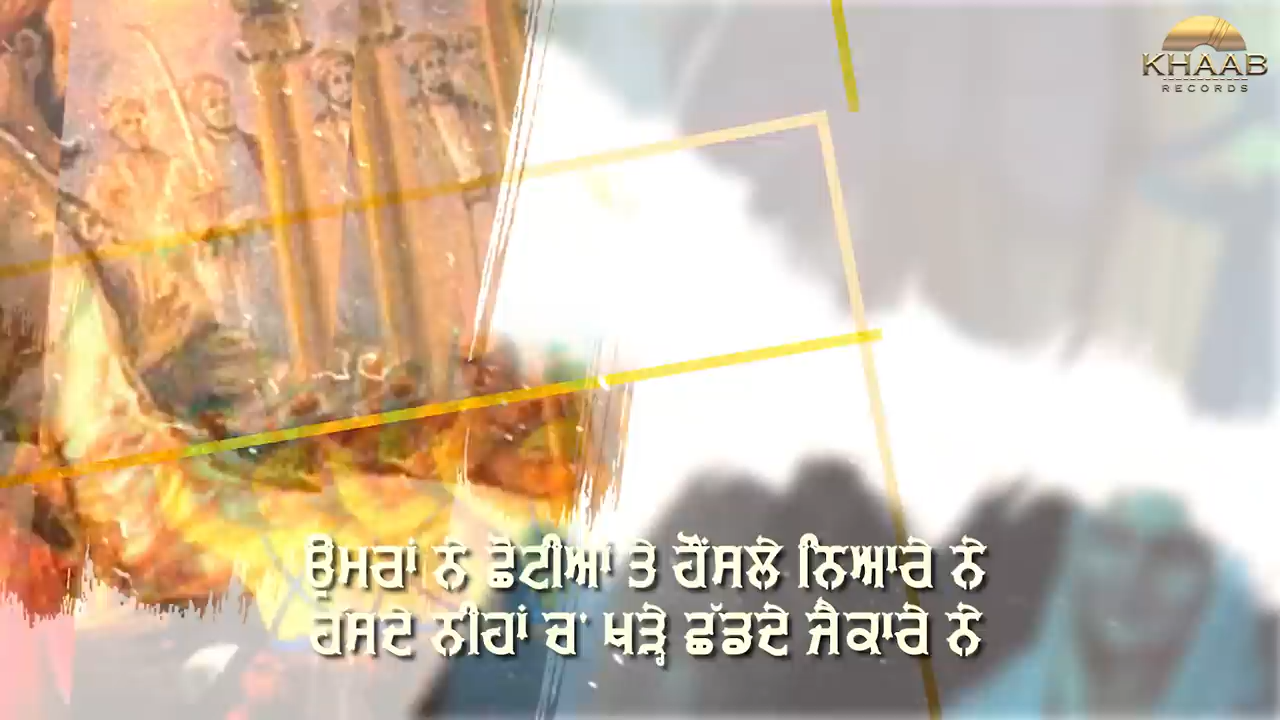 KHAAB
RECORDS
ਉਮਰਾਂ ਨੇ ਛੋਟੀਆਂ ਤੇ ਹੌਂਸਲੇ ਨਿਆਰੇ ਨੇ
ਹੱਸਦੇ ਨੀਹਾਂ ਚ' ਖੜ੍ਹੇ ਛੱਡਦੇ ਜੈਕਾਰੇ ਨੇ